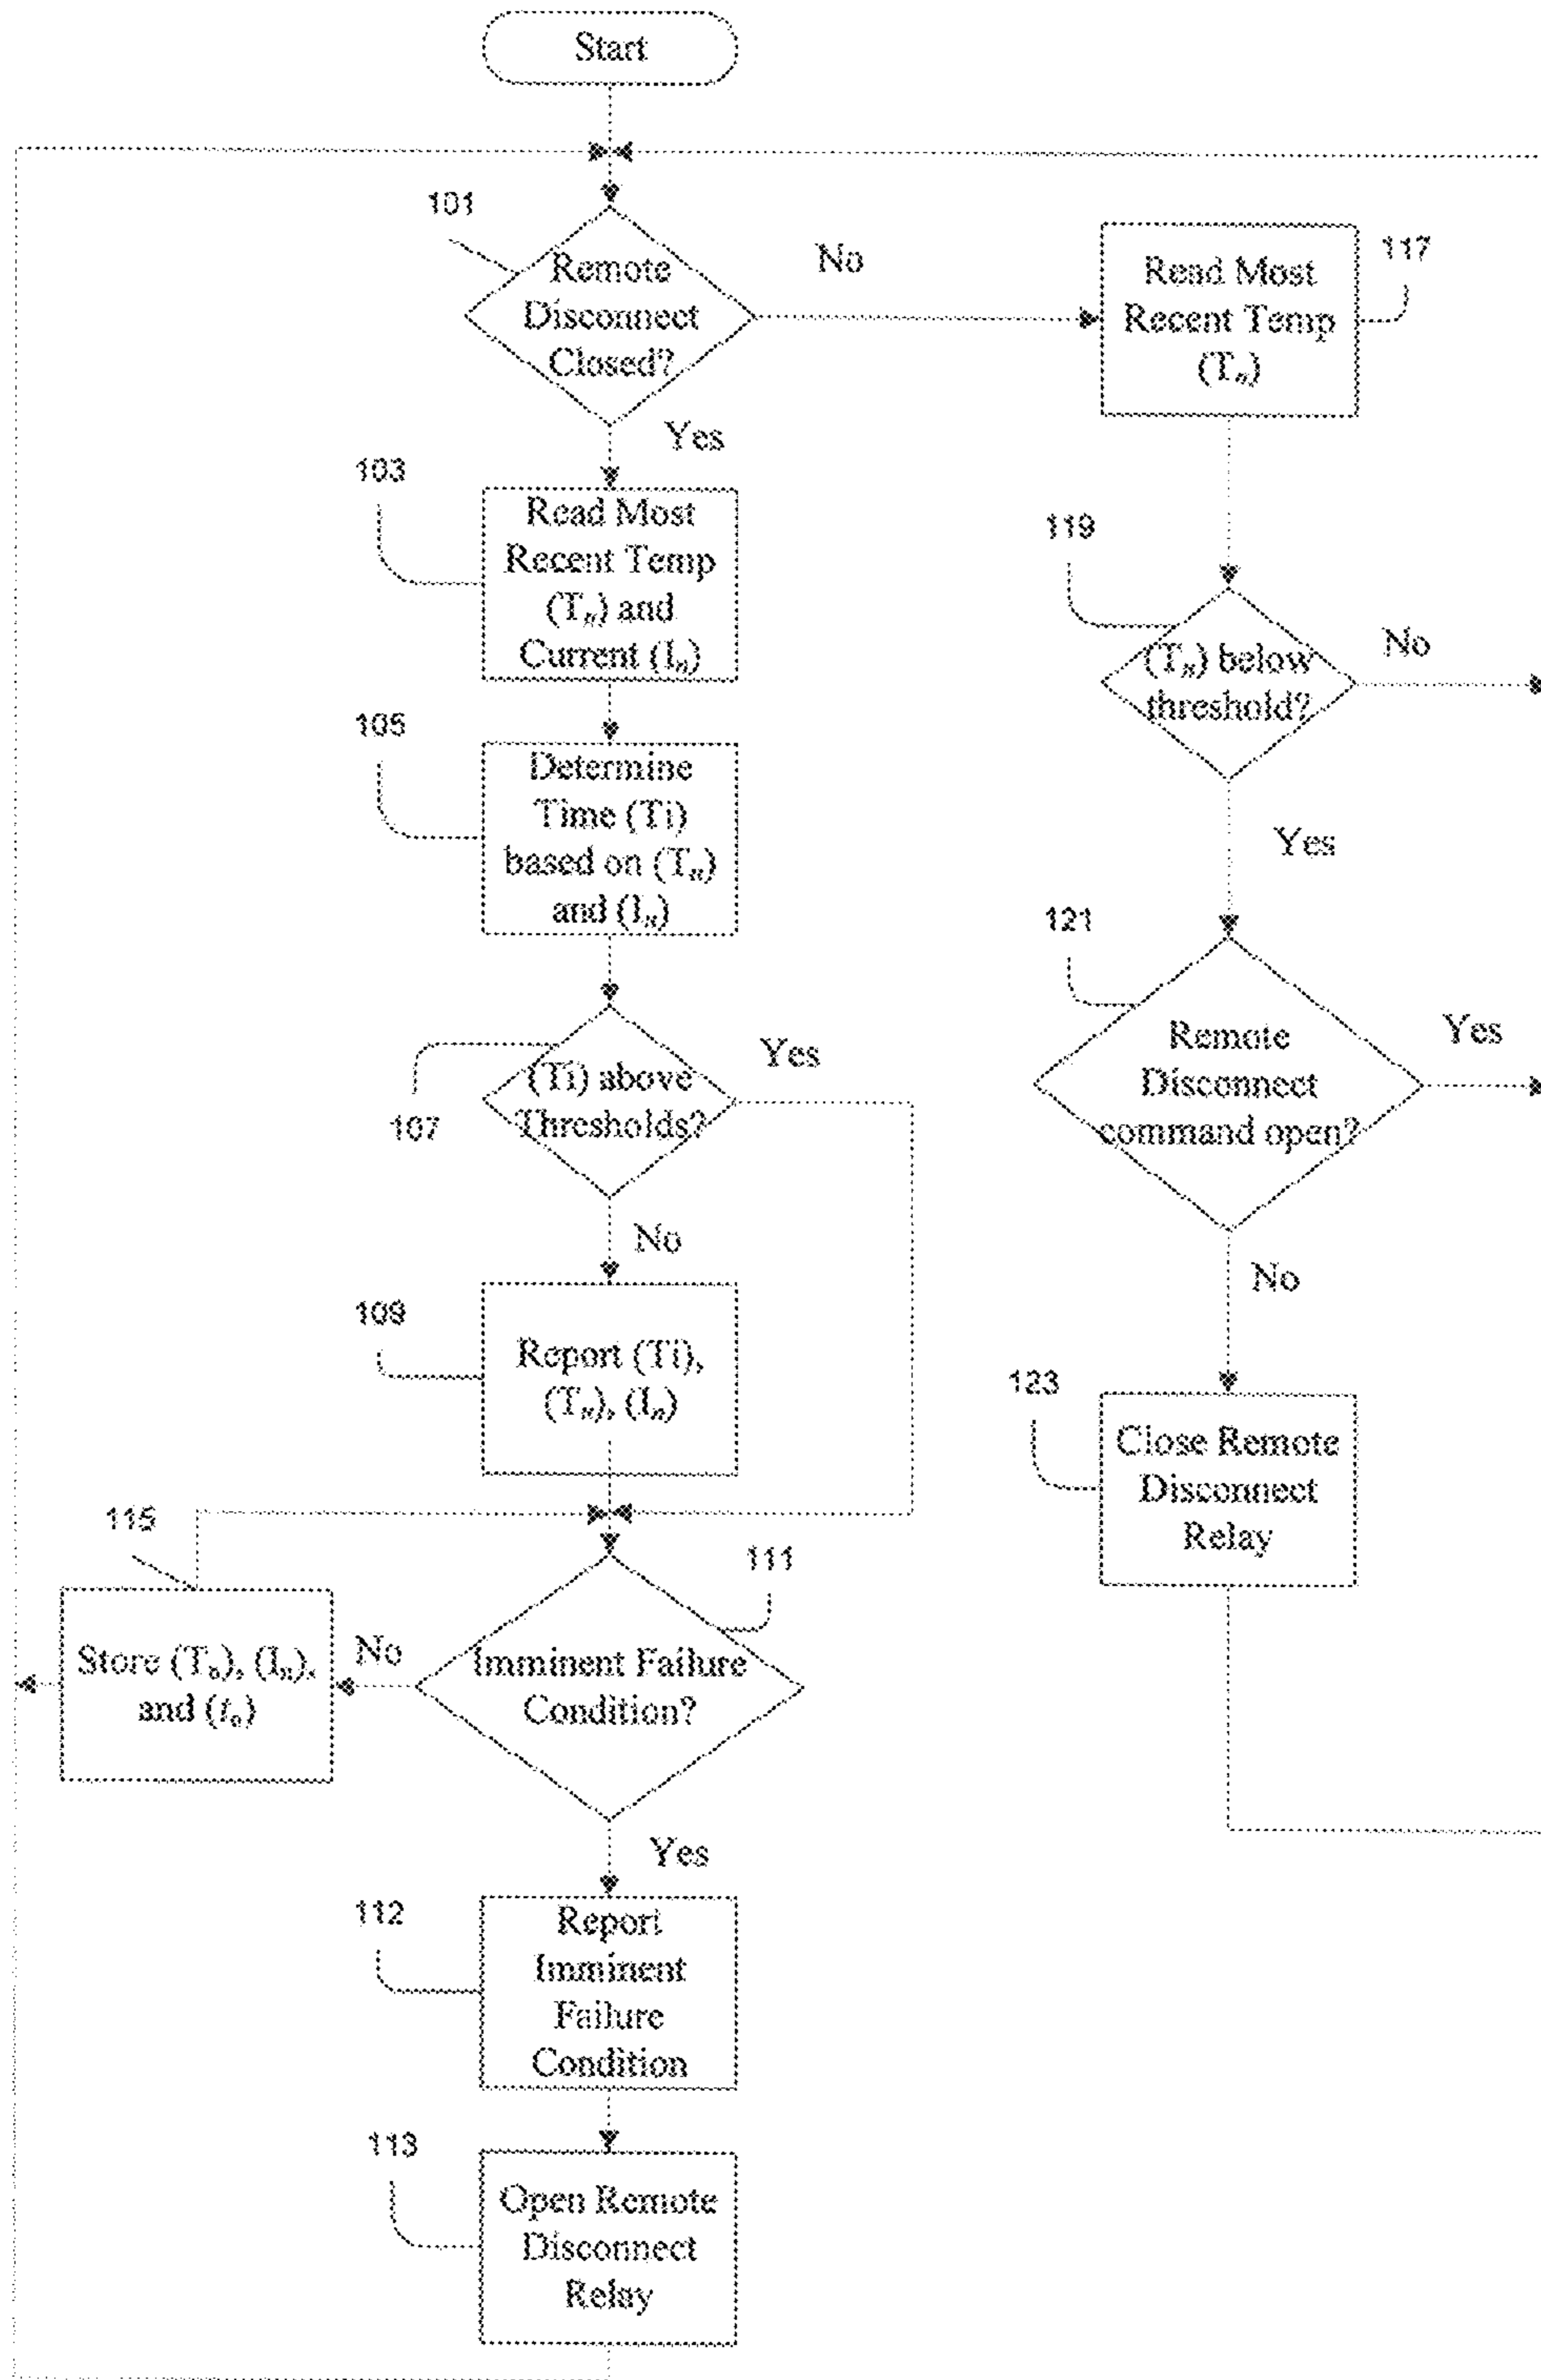 Start
101
Remote
Disconnect
Closed?
No
Yes
117
Read Most
Recent Temp
(Tn)
103
Read Most
Recent Temp
(Tn) and
Current (In)
105
Determine
Time (Ti)
based on (Tn)
and (In)
107
(Ti) above
Thresholds?
Yes
No
109
Report (Ti),
(Tn), (In)
115
Store (Tn), (In),
and (tn)
No
111
Imminent Failure
Condition?
Yes
112
Report
Imminent
Failure
Condition
113
Open Remote
Disconnect
Relay
119
(Tn) below
threshold?
No
Yes
121
Remote
Disconnect
command open?
Yes
No
123
Close Remote
Disconnect
Relay